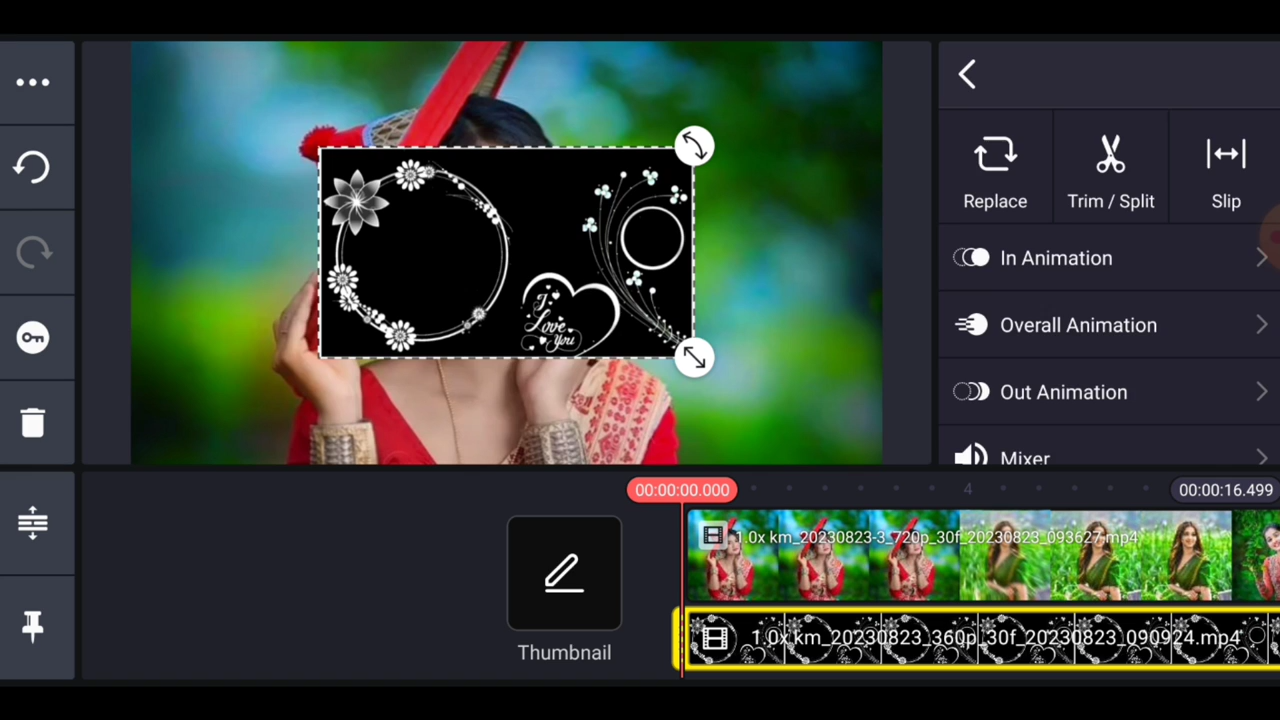 Replace
Trim / Split
Slip
In Animation
Overall Animation
Out Animation
Mixer
I
Love
You
00:00:00.000
4
00:00:16.499
1.0x km_20230823-3_720p_30f_20230823_093627.mp4
1.0x km_20230823_360p_30f_20230823_090924.mp4
Thumbnail